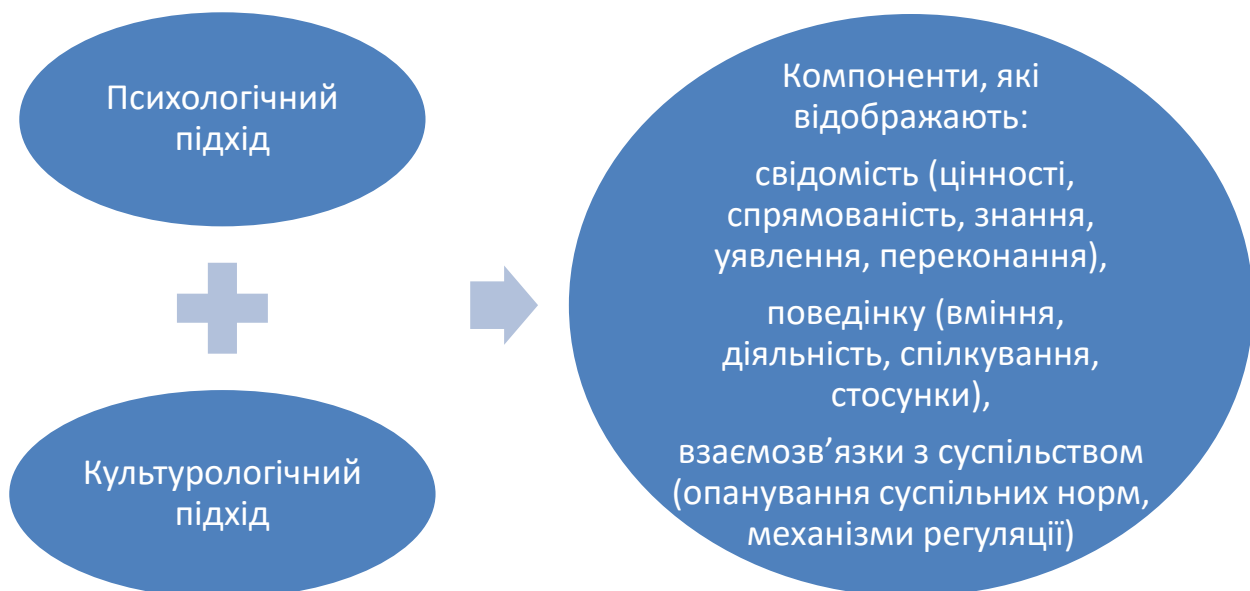 Психологічний
підхід
Культурологічний
підхід
Компоненти, які
відображають:
свідомість (цінності,
спрямованість, знання,
уявлення, переконання),
поведінку (вміння,
діяльність, спілкування,
стосунки),
взаємозв’язки з суспільством
(опанування суспільних норм,
механізми регуляції)